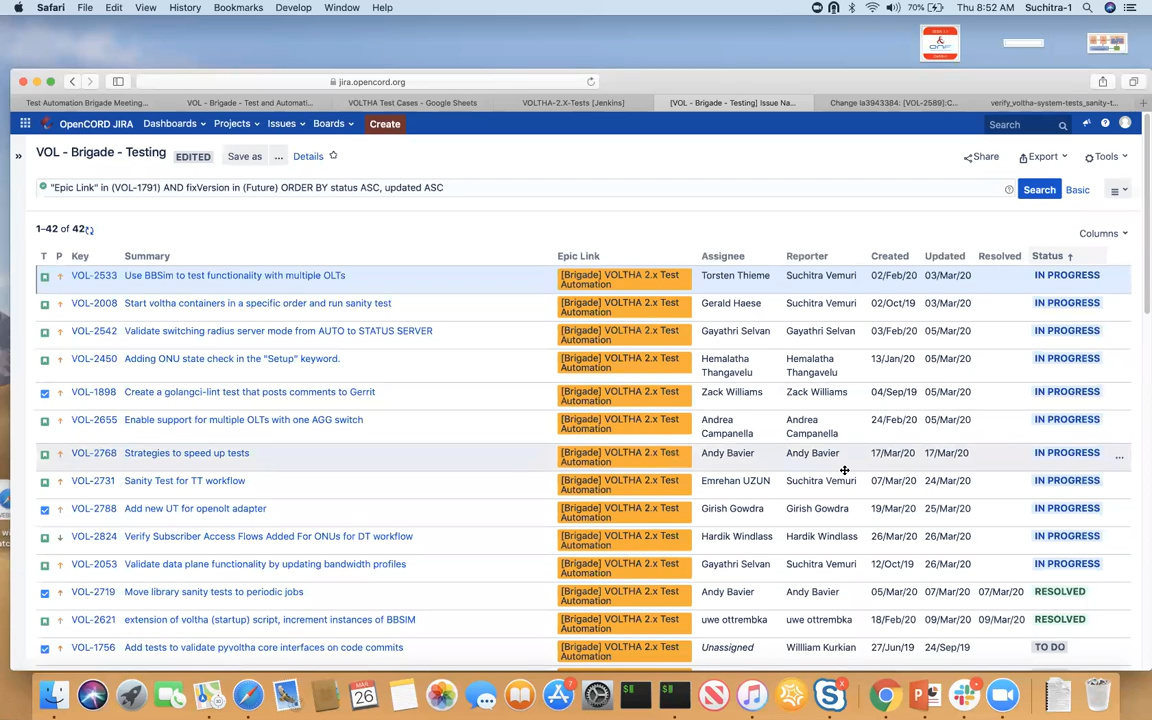 Safari File Edit View History Bookmarks Develop Window Help 70% Thu 8:52 AM Suchitra-1
jira.opencord.org
Test Automation Brigade Meeting... VOL - Brigade - Test and Automati... VOLTHA Test Cases - Google Sheets VOLTHA-2.X-Tests [Jenkins] [VOL - Brigade - Testing] Issue Na... Change Ia3943384: [VOL-2589]:C... verify_voltha-system-tests_sanity-t...
OpenCORD JIRA Dashboards Projects Issues Boards Create Search
VOL - Brigade - Testing EDITED Save as ... Details Share Export Tools
"Epic Link" in (VOL-1791) AND fixVersion in (Future) ORDER BY status ASC, updated ASC Search Basic
1–42 of 42 Columns
T P Key Summary Epic Link Assignee Reporter Created Updated Resolved Status
VOL-2533 Use BBSim to test functionality with multiple OLTs [Brigade] VOLTHA 2.x Test Automation Torsten Thieme Suchitra Vemuri 02/Feb/20 03/Mar/20 IN PROGRESS
VOL-2008 Start voltha containers in a specific order and run sanity test [Brigade] VOLTHA 2.x Test Automation Gerald Haese Suchitra Vemuri 02/Oct/19 03/Mar/20 IN PROGRESS
VOL-2542 Validate switching radius server mode from AUTO to STATUS SERVER [Brigade] VOLTHA 2.x Test Automation Gayathri Selvan Gayathri Selvan 03/Feb/20 05/Mar/20 IN PROGRESS
VOL-2450 Adding ONU state check in the "Setup" keyword. [Brigade] VOLTHA 2.x Test Automation Hemalatha Thangavelu Hemalatha Thangavelu 13/Jan/20 05/Mar/20 IN PROGRESS
VOL-1898 Create a golangci-lint test that posts comments to Gerrit [Brigade] VOLTHA 2.x Test Automation Zack Williams Zack Williams 04/Sep/19 05/Mar/20 IN PROGRESS
VOL-2655 Enable support for multiple OLTs with one AGG switch [Brigade] VOLTHA 2.x Test Automation Andrea Campanella Andrea Campanella 24/Feb/20 05/Mar/20 IN PROGRESS
VOL-2768 Strategies to speed up tests [Brigade] VOLTHA 2.x Test Automation Andy Bavier Andy Bavier 17/Mar/20 17/Mar/20 IN PROGRESS ...
VOL-2731 Sanity Test for TT workflow [Brigade] VOLTHA 2.x Test Automation Emrehan UZUN Suchitra Vemuri 07/Mar/20 24/Mar/20 IN PROGRESS
VOL-2788 Add new UT for openolt adapter [Brigade] VOLTHA 2.x Test Automation Girish Gowdra Girish Gowdra 19/Mar/20 25/Mar/20 IN PROGRESS
VOL-2824 Verify Subscriber Access Flows Added For ONUs for DT workflow [Brigade] VOLTHA 2.x Test Automation Hardik Windlass Hardik Windlass 26/Mar/20 26/Mar/20 IN PROGRESS
VOL-2053 Validate data plane functionality by updating bandwidth profiles [Brigade] VOLTHA 2.x Test Automation Gayathri Selvan Suchitra Vemuri 12/Oct/19 26/Mar/20 IN PROGRESS
VOL-2719 Move library sanity tests to periodic jobs [Brigade] VOLTHA 2.x Test Automation Andy Bavier Andy Bavier 05/Mar/20 07/Mar/20 07/Mar/20 RESOLVED
VOL-2621 extension of voltha (startup) script, increment instances of BBSIM [Brigade] VOLTHA 2.x Test Automation uwe ottrembka uwe ottrembka 18/Feb/20 09/Mar/20 09/Mar/20 RESOLVED
VOL-1756 Add tests to validate pyvoltha core interfaces on code commits [Brigade] VOLTHA 2.x Test Automation Unassigned Willliam Kurkian 27/Jun/19 24/Sep/19 TO DO
MAR 26
7